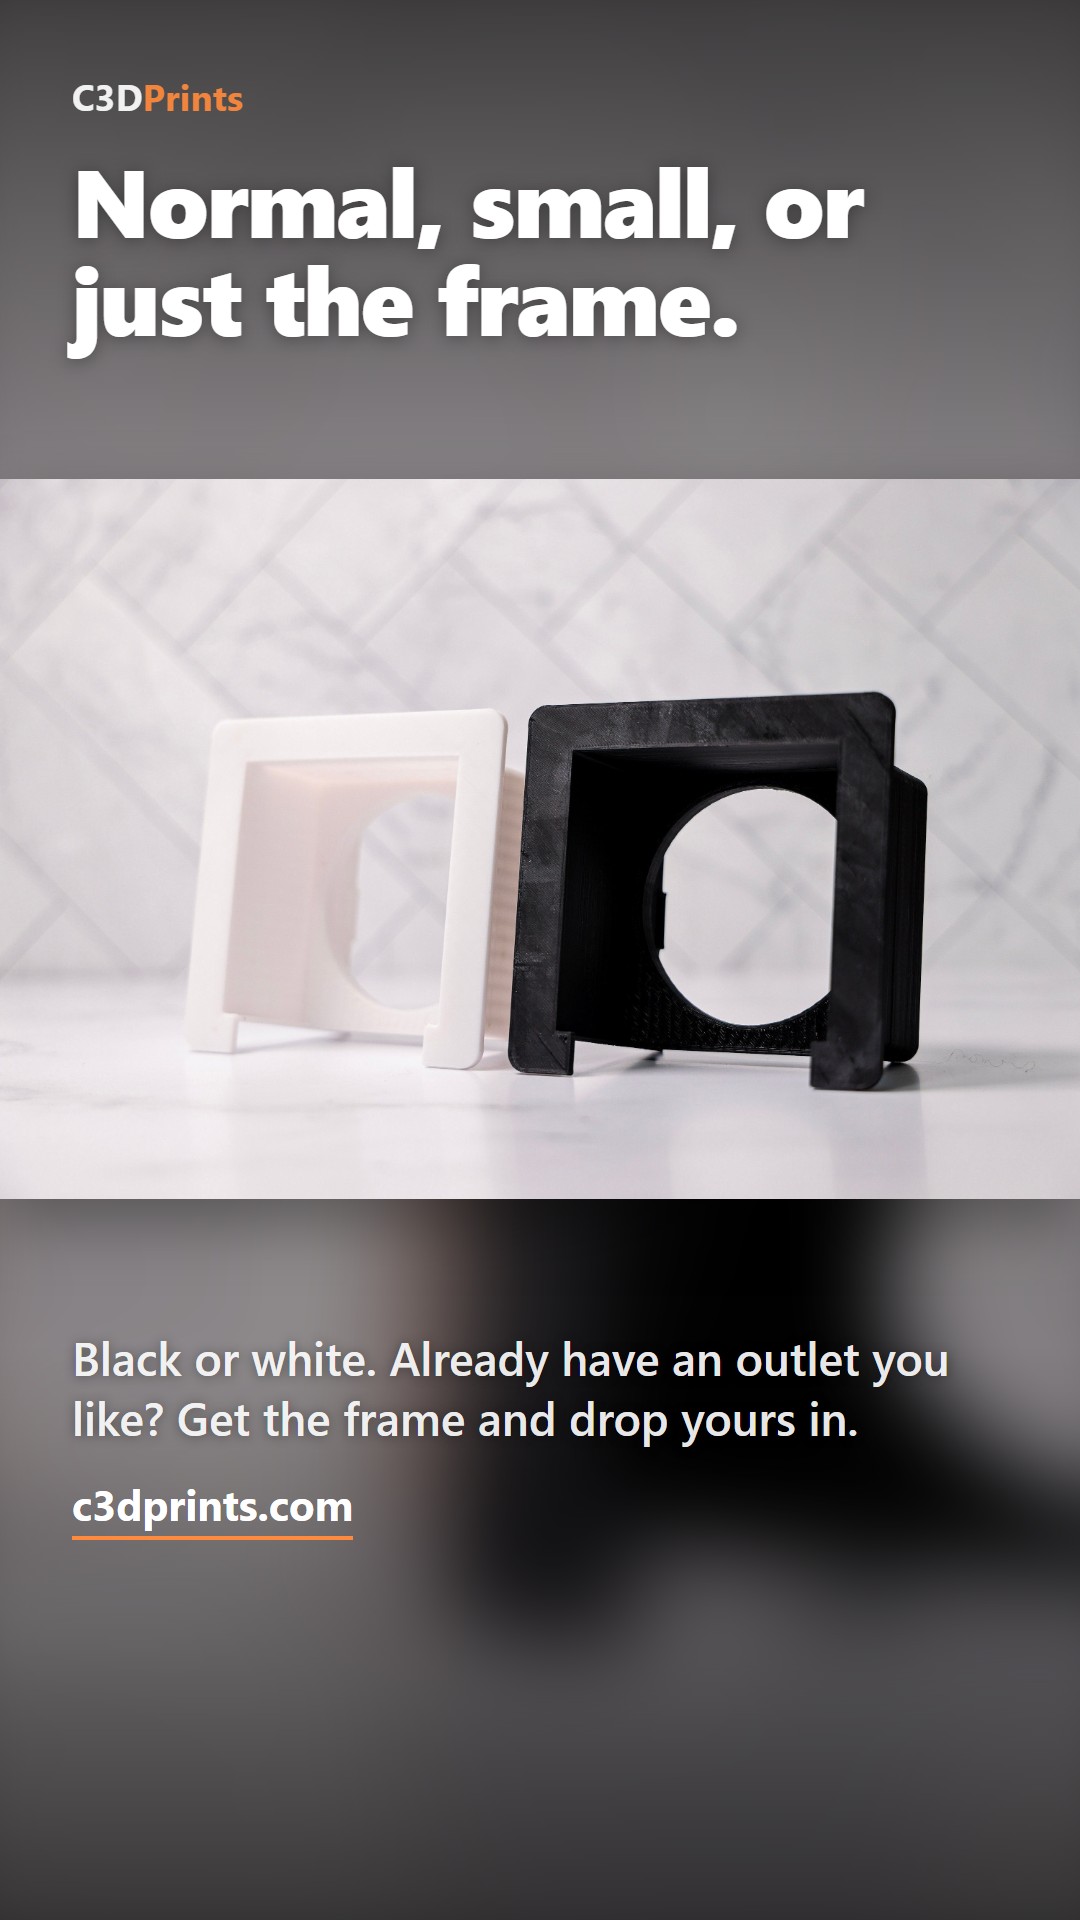 C3DPrints
Normal, small, or
just the frame.
Black or white. Already have an outlet you
like? Get the frame and drop yours in.
c3dprints.com